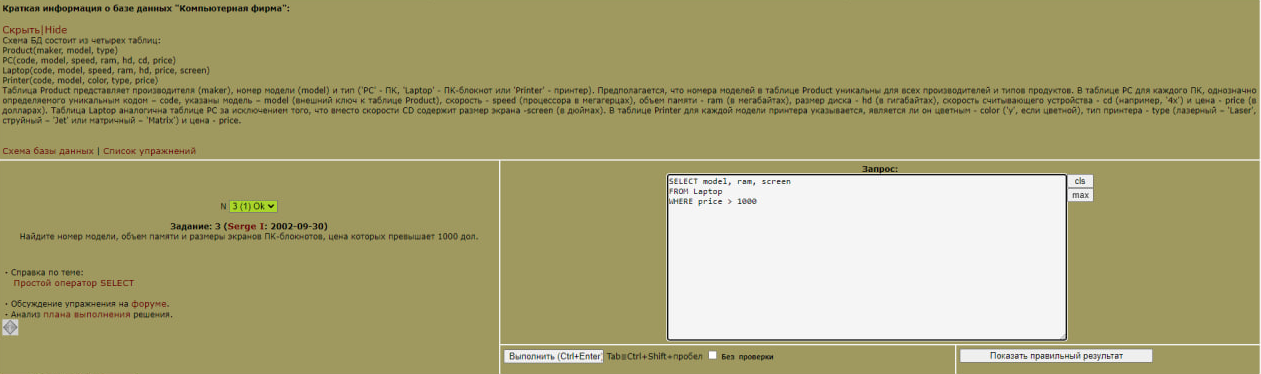 Краткая информация о базе данных "Компьютерная фирма":
Скрыть|Hide
Схема БД состоит из четырех таблиц:
Product(maker, model, type)
PC(code, model, speed, ram, hd, cd, price)
Laptop(code, model, speed, ram, hd, price, screen)
Printer(code, model, color, type, price)
Таблица Product представляет производителя (maker), номер модели (model) и тип ('PC' - ПК, 'Laptop' - ПК-блокнот или 'Printer' - принтер). Предполагается, что номера моделей в таблице Product уникальны для всех производителей и типов продуктов. В таблице PC для каждого ПК, однозначно
определяемого уникальным кодом – code, указаны модель – model (внешний ключ к таблице Product), скорость - speed (процессора в мегагерцах), объем памяти - ram (в мегабайтах), размер диска - hd (в гигабайтах), скорость считывающего устройства - cd (например, '4x') и цена - price (в
долларах). Таблица Laptop аналогична таблице PC за исключением того, что вместо скорости CD содержит размер экрана -screen (в дюймах). В таблице Printer для каждой модели принтера указывается, является ли он цветным - color ('y', если цветной), тип принтера - type (лазерный – 'Laser',
струйный – 'Jet' или матричный – 'Matrix') и цена - price.
Схема базы данных | Список упражнений
Запрос:
SELECT model, ram, screen
FROM Laptop
WHERE price > 1000
cls
max
N 3 (1) Ok
Задание: 3 (Serge I: 2002-09-30)
Найдите номер модели, объем памяти и размеры экранов ПК-блокнотов, цена которых превышает 1000 дол.
- Справка по теме:
Простой оператор SELECT
- Обсуждение упражнения на форуме.
- Анализ плана выполнения решения.
Выполнить (Ctrl+Enter) Tab≡Ctrl+Shift+пробел Без проверки
Показать правильный результат